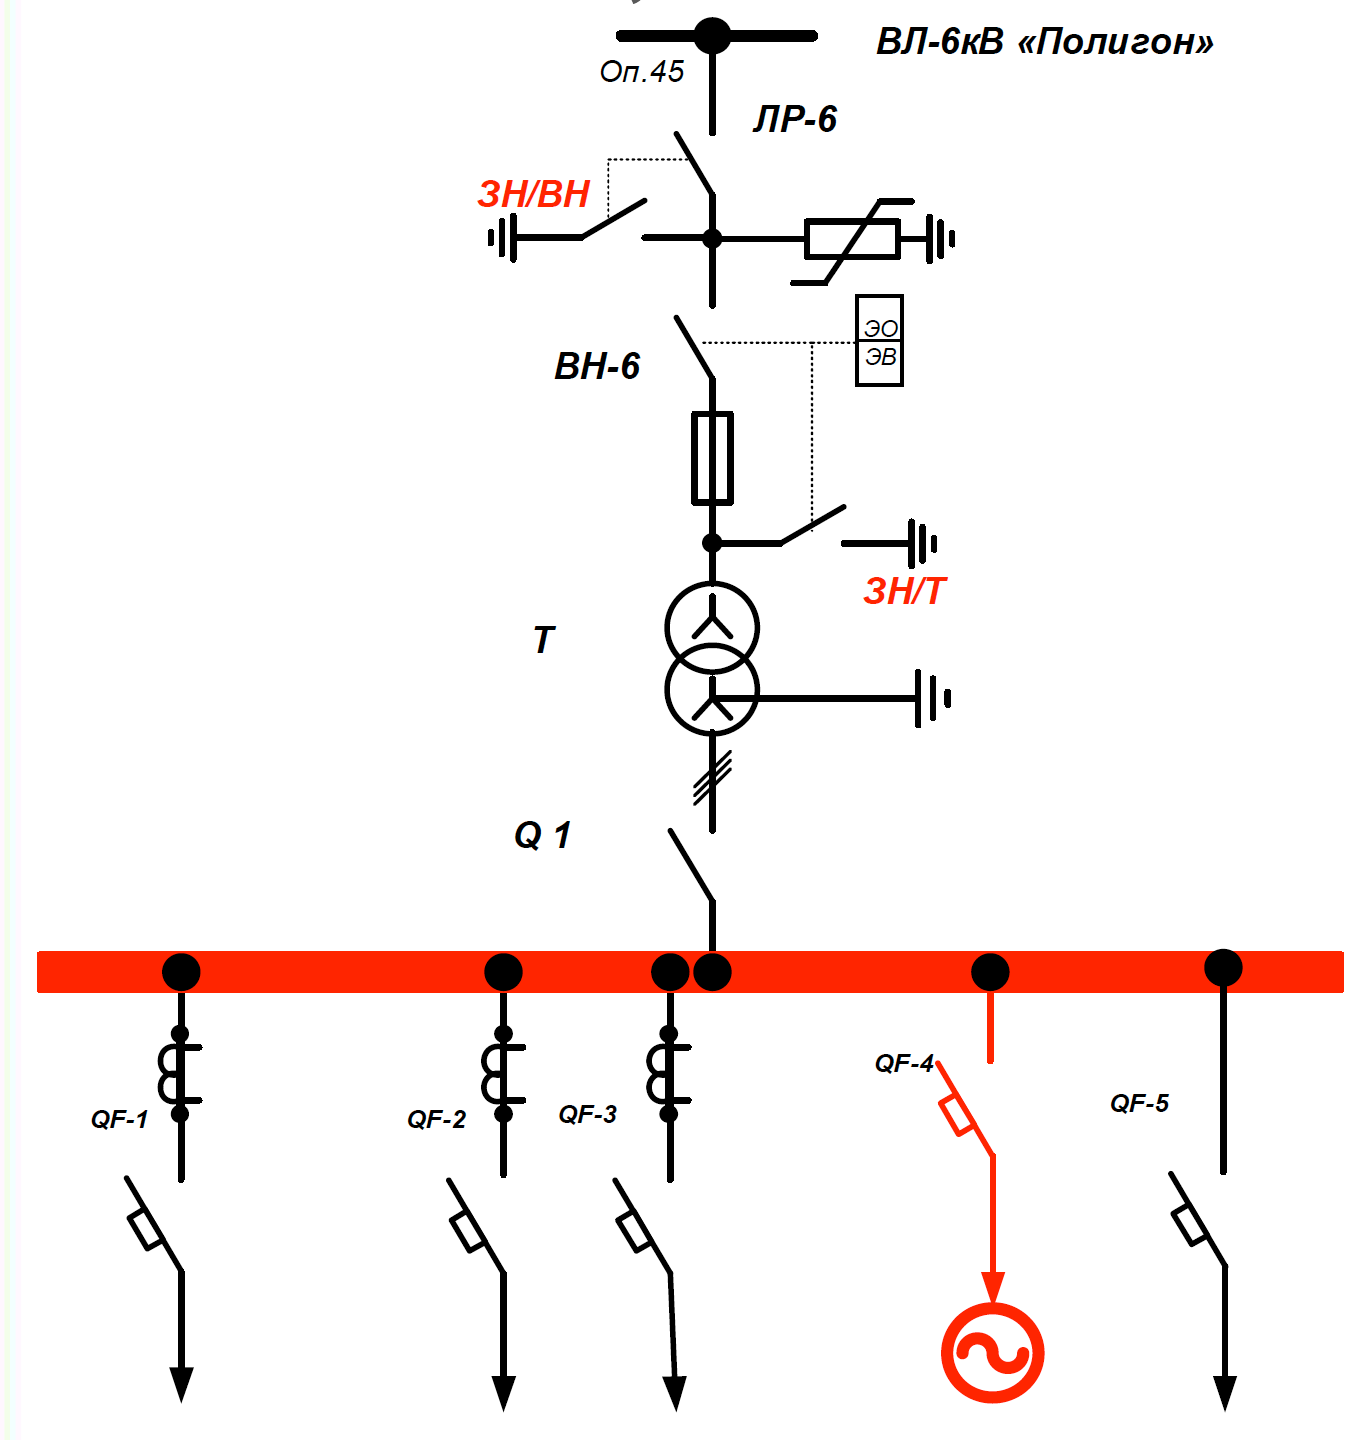 ВЛ-6кВ «Полигон»
Оп.45
ЛР-6
ЗН/ВН
ЭО
ЭВ
ВН-6
ЗН/Т
Т
Q 1
QF-1
QF-2
QF-3
QF-4
QF-5